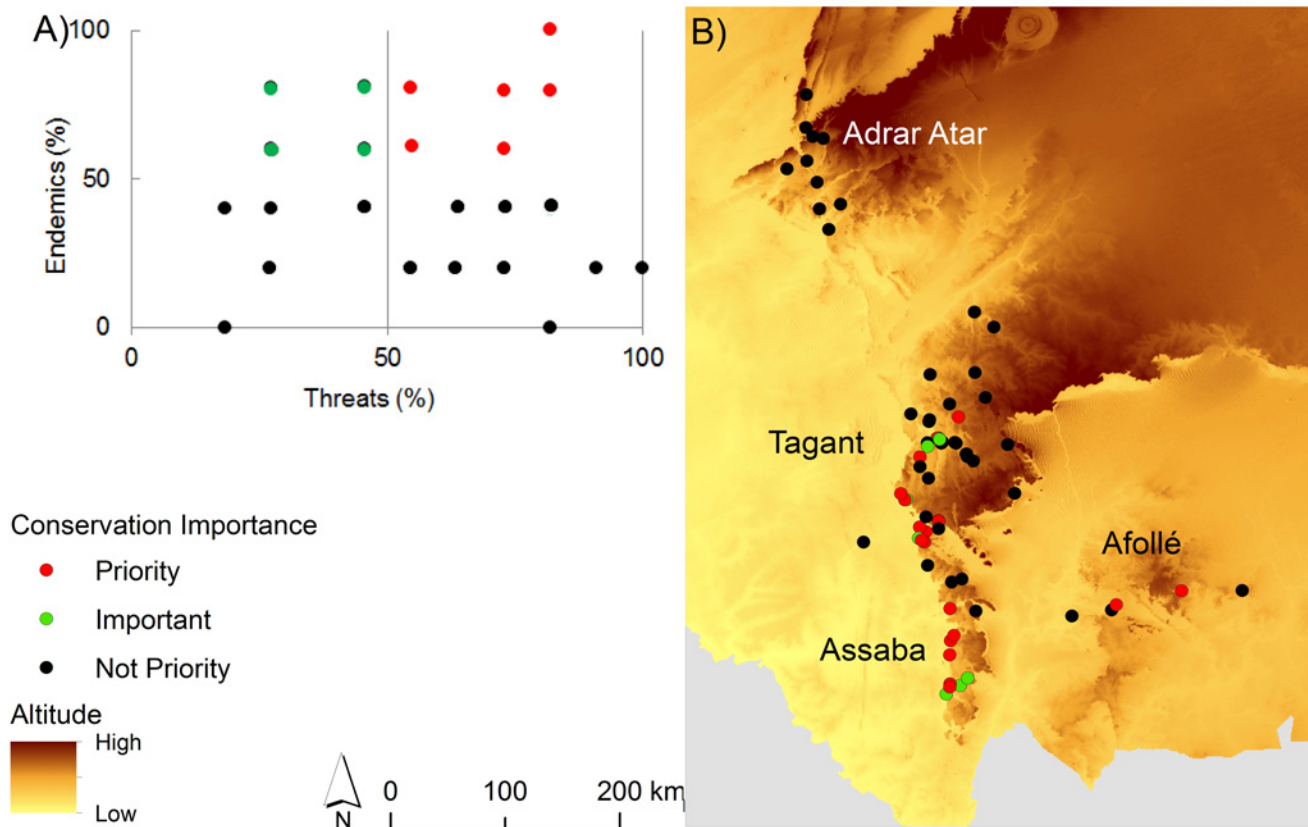 A)
100
50
0
Endemics (%)
0
50
100
Threats (%)
Conservation Importance
Priority
Important
Not Priority
Altitude
High
Low
N
0
100
200 km
B)
Adrar Atar
Tagant
Afollé
Assaba